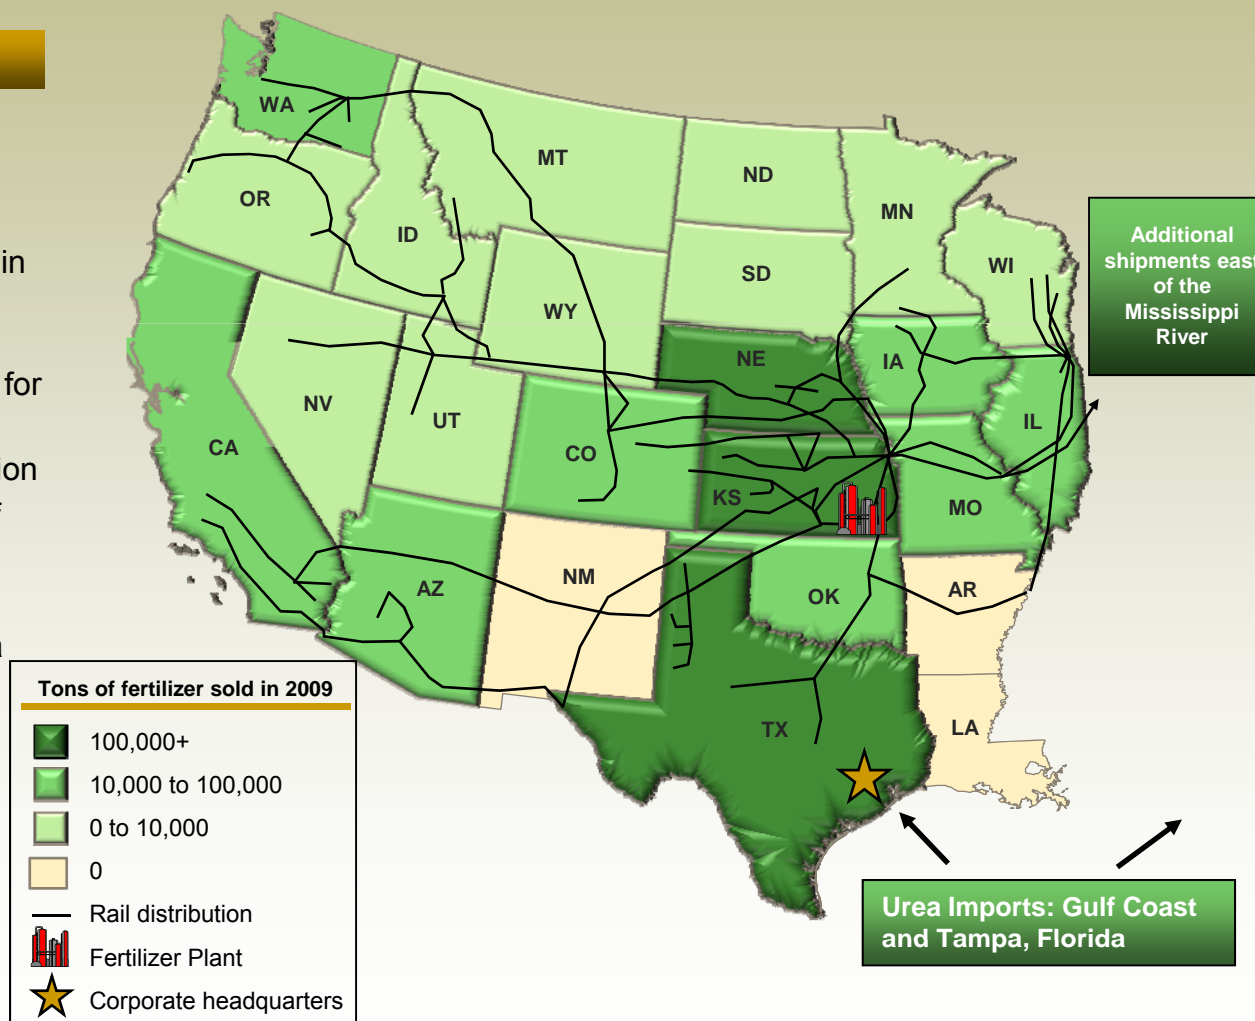 in
for
tion
f
n
WA
MT
ND
MN
OR
ID
SD
WI
WY
NE
IA
NV
UT
IL
CA
CO
KS
MO
AZ
NM
OK
AR
TX
LA
Additional
shipments east
of the
Mississippi
River
Tons of fertilizer sold in 2009
100,000+
10,000 to 100,000
0 to 10,000
0
Rail distribution
Fertilizer Plant
Corporate headquarters
Urea Imports: Gulf Coast
and Tampa, Florida